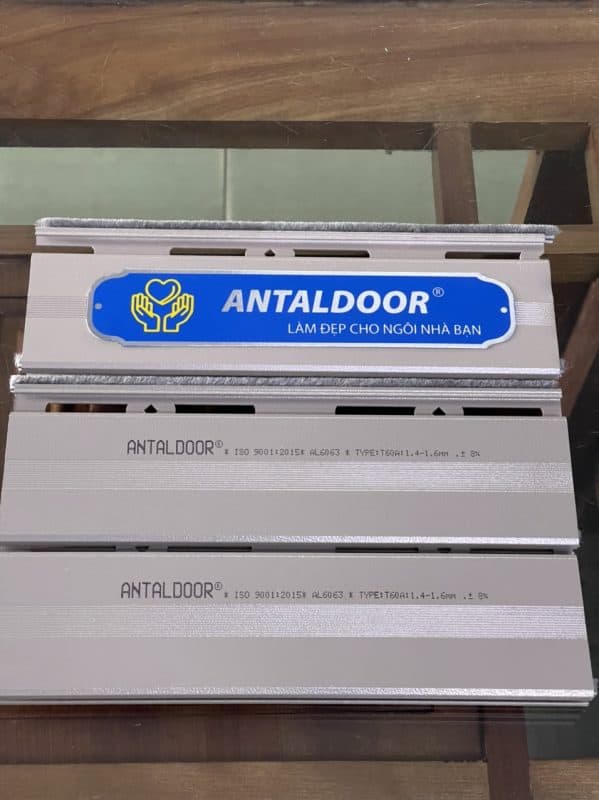 ANTALDOOR®
LÀM ĐẸP CHO NGÔI NHÀ BẠN
ANTALDOOR® * ISO 9001:2015* AL6063 * TYPE:T60A:1.4-1.6mm .± 8%
ANTALDOOR® * ISO 9001:2015* AL6063 * TYPE:T60A:1.4-1.6mm .± 8%